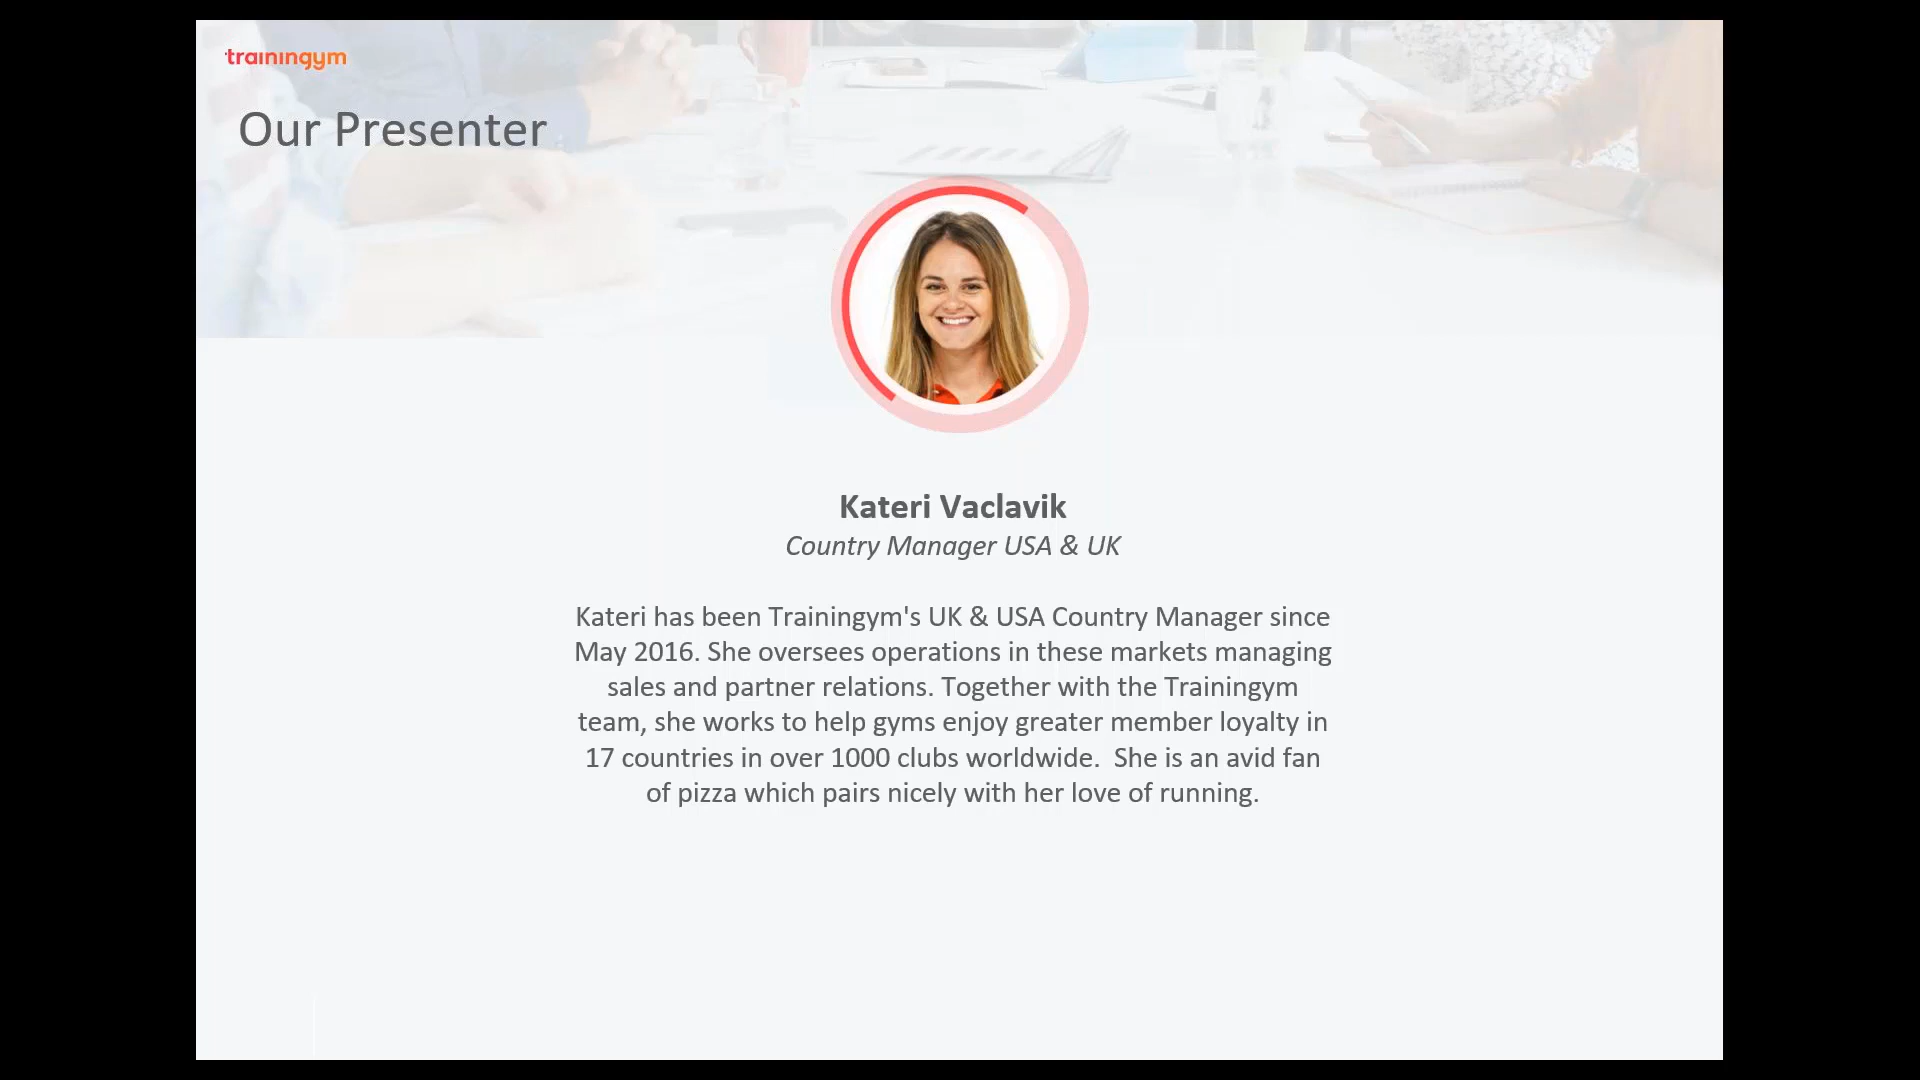 trainingym
Our Presenter
Kateri Vaclavik
Country Manager USA & UK
Kateri has been Trainingym's UK & USA Country Manager since
May 2016. She oversees operations in these markets managing
sales and partner relations. Together with the Trainingym
team, she works to help gyms enjoy greater member loyalty in
17 countries in over 1000 clubs worldwide.  She is an avid fan
of pizza which pairs nicely with her love of running.